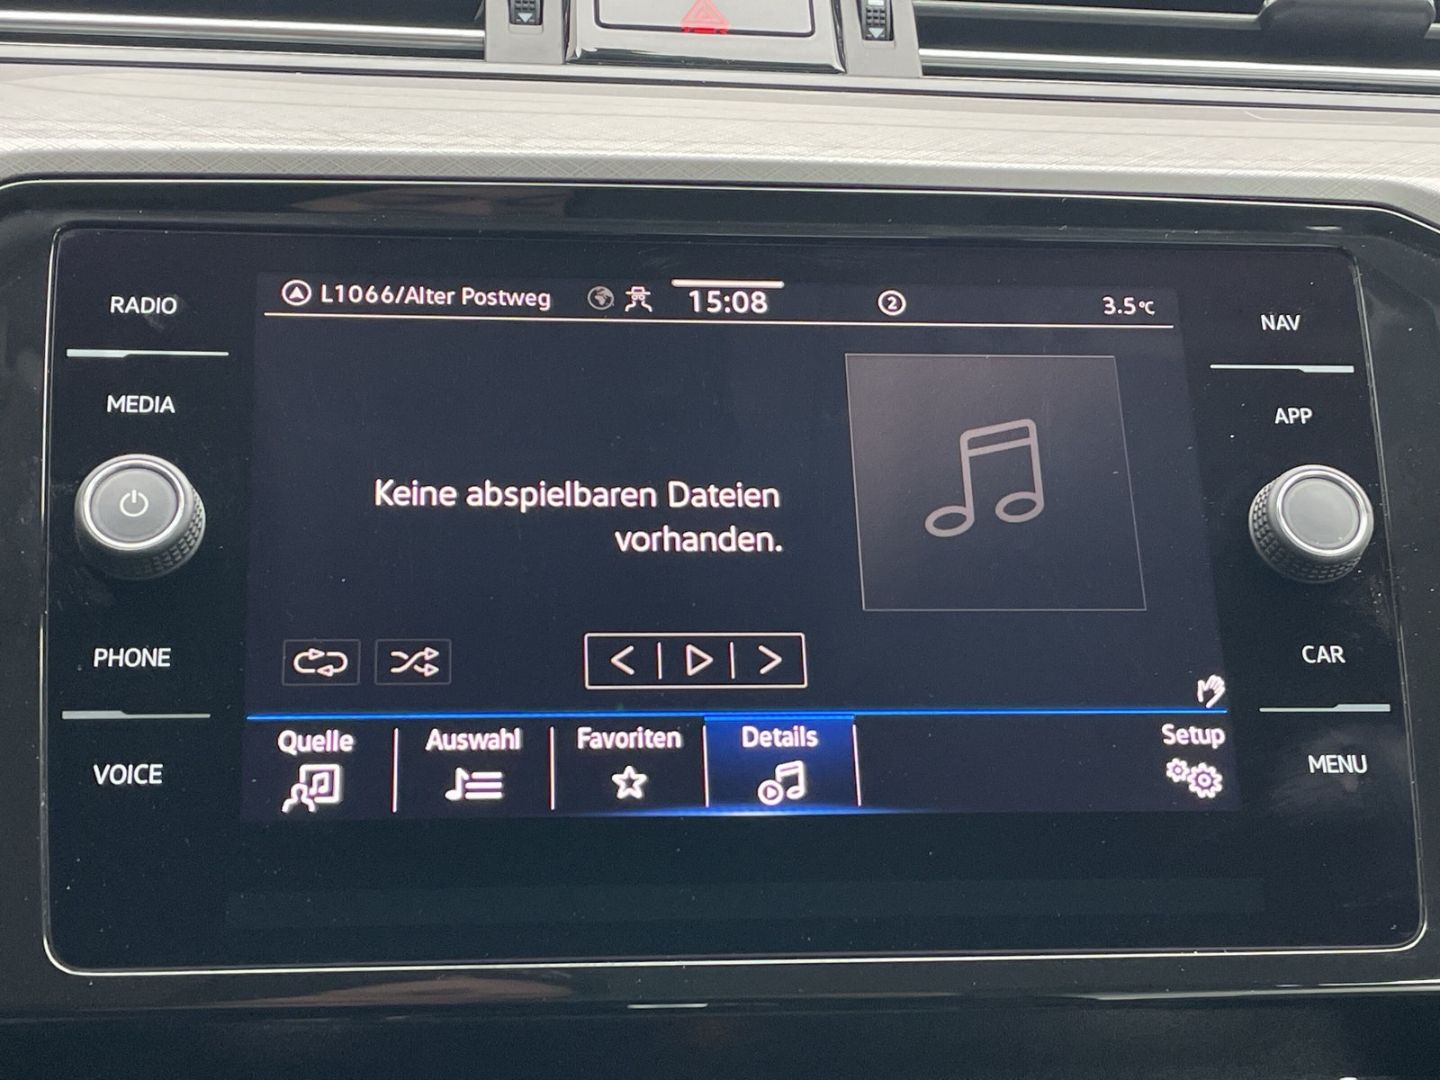 L1066/Alter Postweg 15:08 2 3.5°C
RADIO
MEDIA
PHONE
VOICE
Keine abspielbaren Dateien
vorhanden.
Quelle Auswahl Favoriten Details Setup
NAV
APP
CAR
MENU